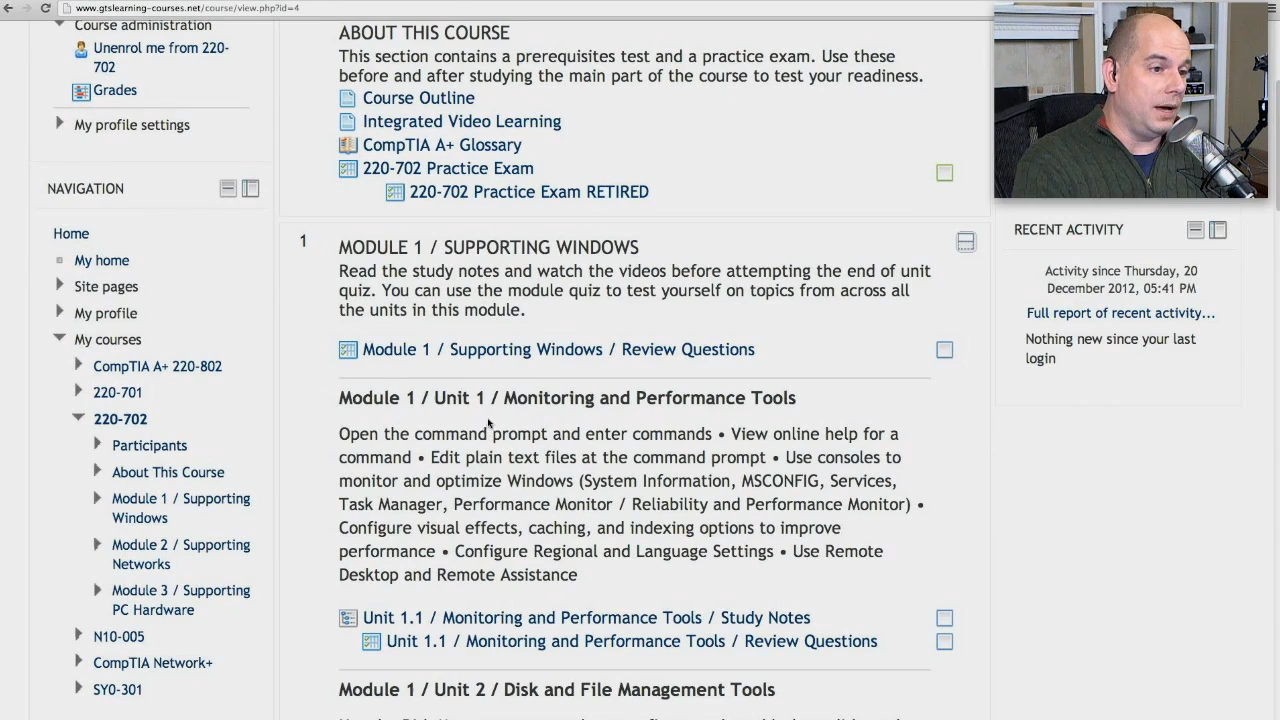 www.gtslearning-courses.net/course/view.php?id=4
Course administration
Unenrol me from 220-
702
Grades
My profile settings
NAVIGATION
Home
My home
Site pages
My profile
My courses
CompTIA A+ 220-802
220-701
220-702
Participants
About This Course
Module 1 / Supporting
Windows
Module 2 / Supporting
Networks
Module 3 / Supporting
PC Hardware
N10-005
CompTIA Network+
SY0-301
ABOUT THIS COURSE
This section contains a prerequisites test and a practice exam. Use these
before and after studying the main part of the course to test your readiness.
Course Outline
Integrated Video Learning
CompTIA A+ Glossary
220-702 Practice Exam
220-702 Practice Exam RETIRED
1
MODULE 1 / SUPPORTING WINDOWS
Read the study notes and watch the videos before attempting the end of unit
quiz. You can use the module quiz to test yourself on topics from across all
the units in this module.
Module 1 / Supporting Windows / Review Questions
Module 1 / Unit 1 / Monitoring and Performance Tools
Open the command prompt and enter commands • View online help for a
command • Edit plain text files at the command prompt • Use consoles to
monitor and optimize Windows (System Information, MSCONFIG, Services,
Task Manager, Performance Monitor / Reliability and Performance Monitor) •
Configure visual effects, caching, and indexing options to improve
performance • Configure Regional and Language Settings • Use Remote
Desktop and Remote Assistance
Unit 1.1 / Monitoring and Performance Tools / Study Notes
Unit 1.1 / Monitoring and Performance Tools / Review Questions
Module 1 / Unit 2 / Disk and File Management Tools
RECENT ACTIVITY
Activity since Thursday, 20
December 2012, 05:41 PM
Full report of recent activity...
Nothing new since your last
login